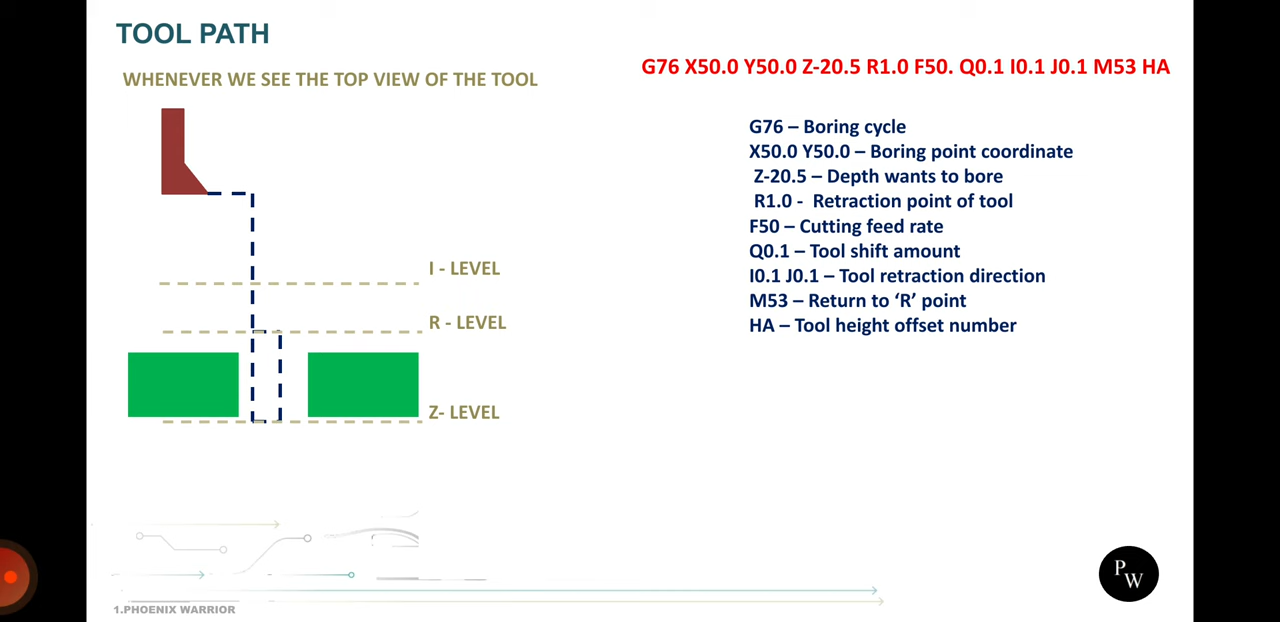 TOOL PATH
WHENEVER WE SEE THE TOP VIEW OF THE TOOL
G76 X50.0 Y50.0 Z-20.5 R1.0 F50. Q0.1 I0.1 J0.1 M53 HA
G76 – Boring cycle
X50.0 Y50.0 – Boring point coordinate
Z-20.5 – Depth wants to bore
R1.0 - Retraction point of tool
F50 – Cutting feed rate
Q0.1 – Tool shift amount
I0.1 J0.1 – Tool retraction direction
M53 – Return to ‘R’ point
HA – Tool height offset number
I - LEVEL
R - LEVEL
Z- LEVEL
1.PHOENIX WARRIOR
P
W